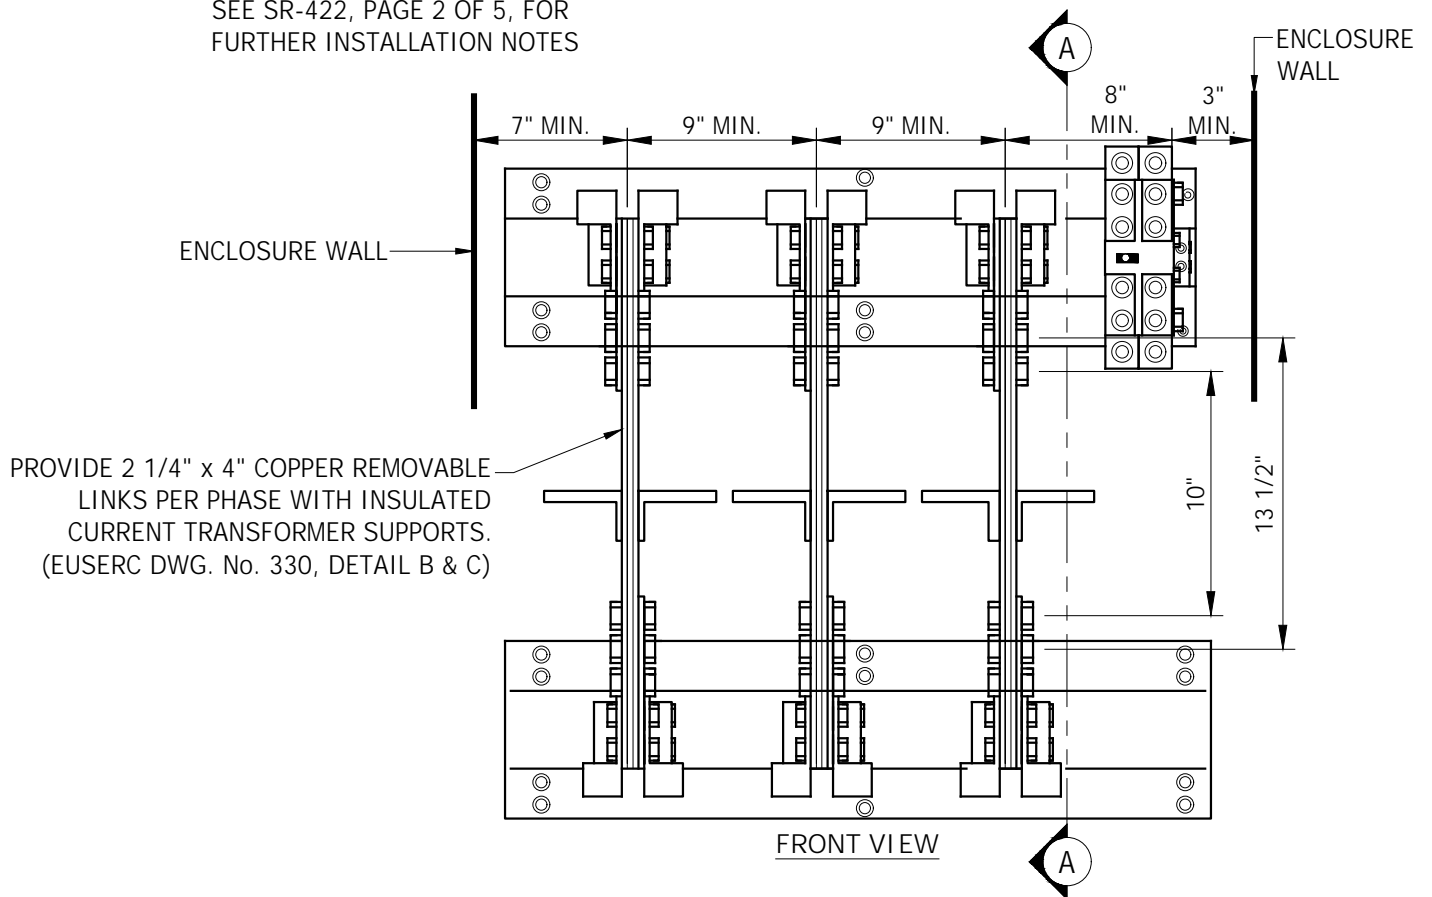 SEE SR-422, PAGE 2 OF 5, FOR
FURTHER INSTALLATION NOTES
A
ENCLOSURE
WALL
7" MIN.
9" MIN.
9" MIN.
8"
MIN.
3"
MIN.
ENCLOSURE WALL
PROVIDE 2 1/4" x 4" COPPER REMOVABLE
LINKS PER PHASE WITH INSULATED
CURRENT TRANSFORMER SUPPORTS.
(EUSERC DWG. No. 330, DETAIL B & C)
10"
13 1/2"
FRONT VIEW
A